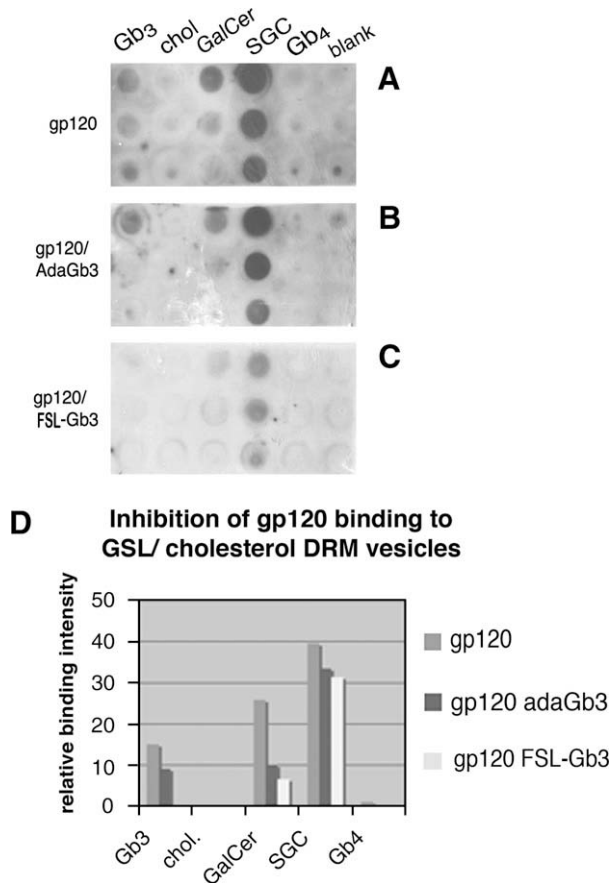 Gb3 chol GalCer SGC Gb4 blank
A
gp120
B
gp120/
AdaGb3
C
gp120/
FSL-Gb3
D
Inhibition of gp120 binding to
GSL/ cholesterol DRM vesicles
relative binding intensity
50
40
30
20
10
0
Gb3 chol. GalCer SGC Gb4
gp120
gp120 adaGb3
gp120 FSL-Gb3